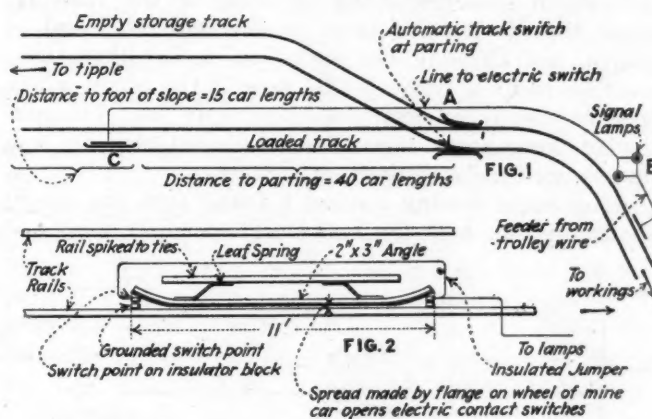 Empty storage track
Automatic track switch
at parting
To tipple
Line to electric switch
Distance to foot of slope = 15 car lengths
A
Signal
Lamps
Loaded track
C
FIG. 1
B
Distance to parting = 40 car lengths
Feeder from
trolley wire
Rail spiked to ties
Leaf Spring
2" x 3" Angle
Track
Rails
To
workings
11'
FIG. 2
Grounded switch point
Switch point on insulator block
To lamps
Insulated Jumper
Spread made by flange on wheel of mine
car opens electric contact switches